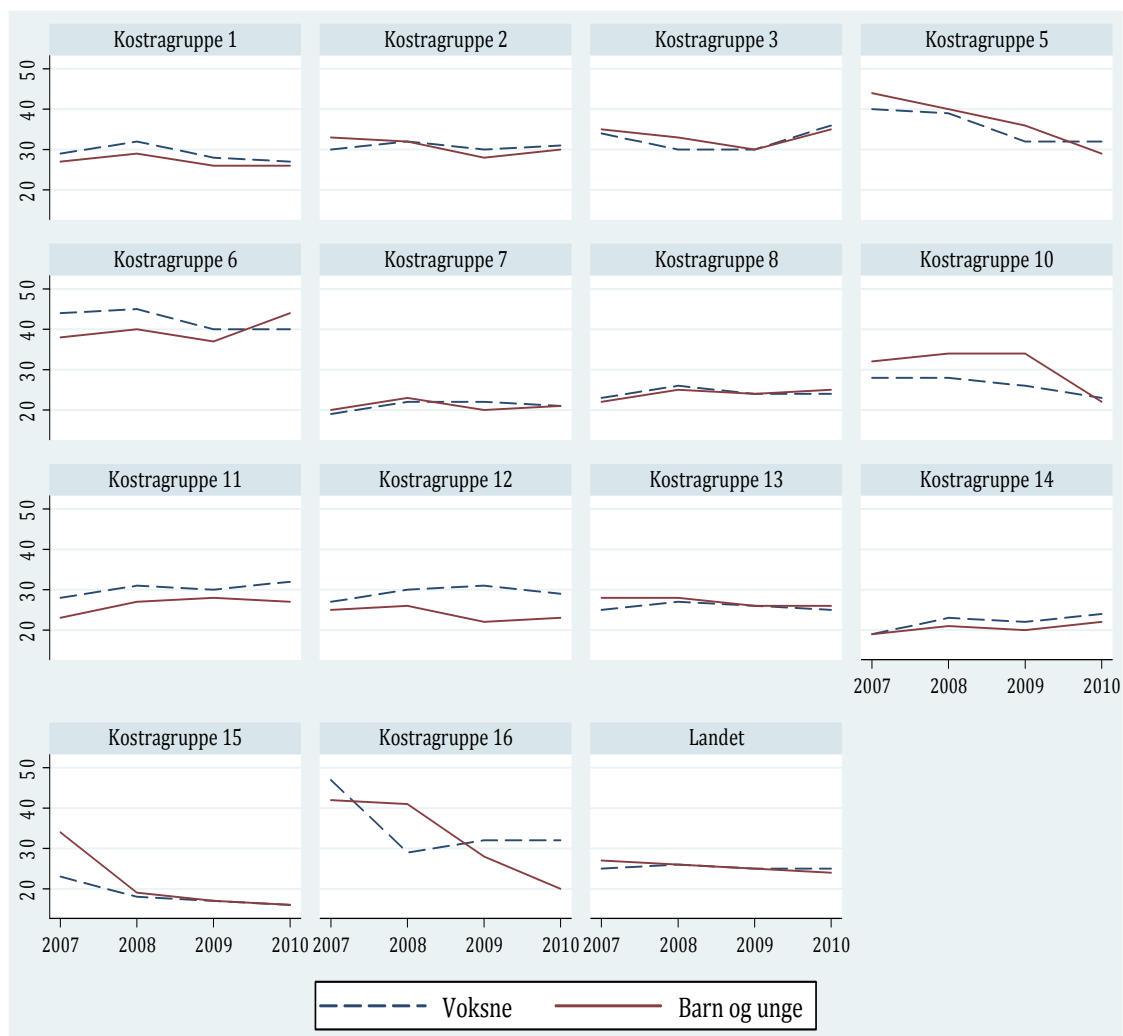 Kostragruppe 1 Kostragruppe 2 Kostragruppe 3 Kostragruppe 5
50
40
30
20
Kostragruppe 6 Kostragruppe 7 Kostragruppe 8 Kostragruppe 10
50
40
30
20
Kostragruppe 11 Kostragruppe 12 Kostragruppe 13 Kostragruppe 14
50
40
30
20
2007 2008 2009 2010
Kostragruppe 15 Kostragruppe 16 Landet
50
40
30
20
2007 2008 2009 2010 2007 2008 2009 2010 2007 2008 2009 2010
Voksne Barn og unge